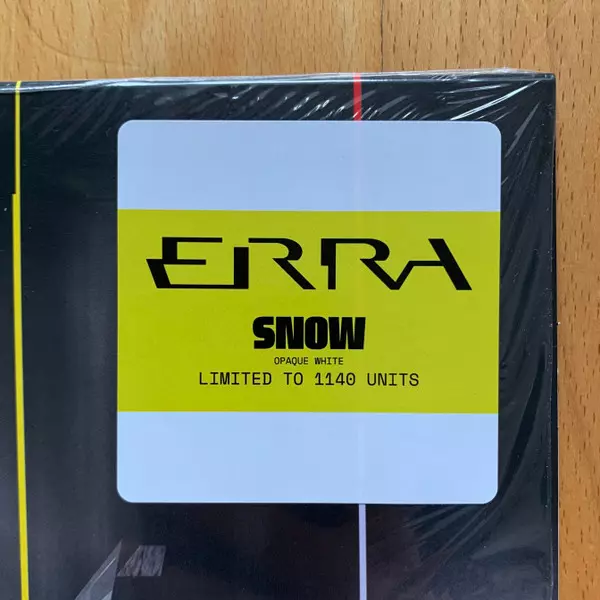 ERRA
SNOW
OPAQUE WHITE
LIMITED TO 1140 UNITS